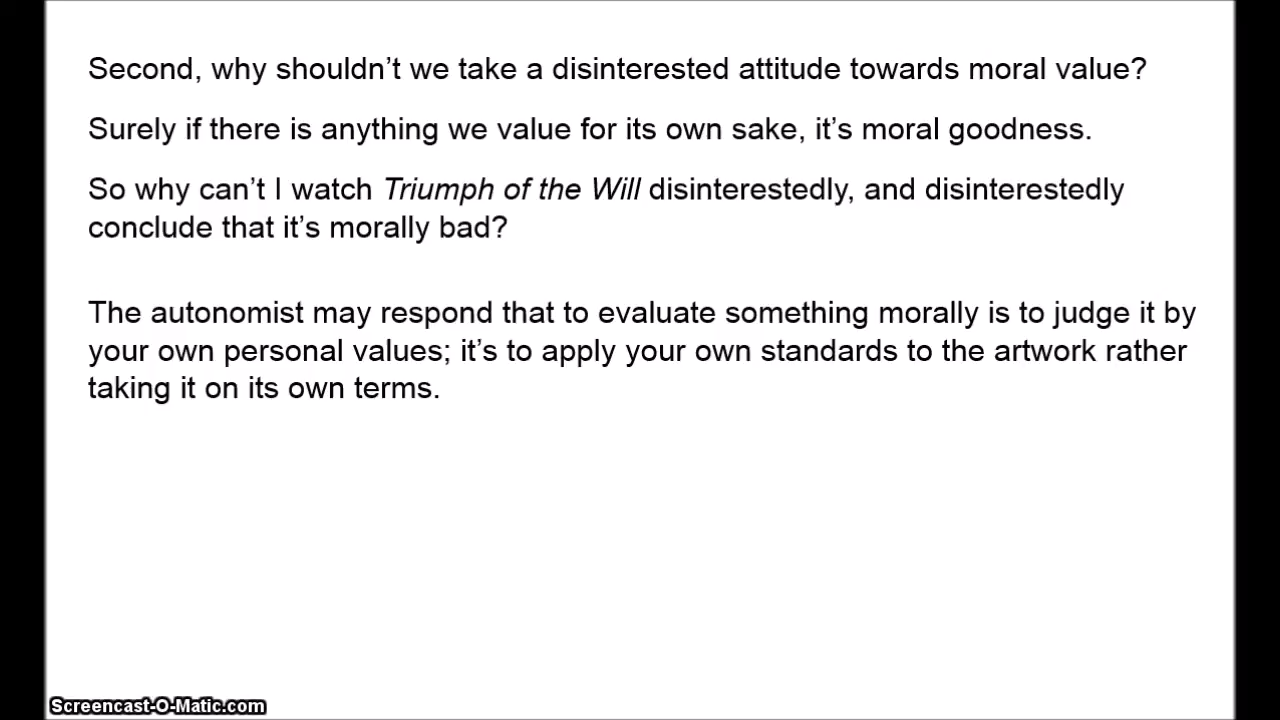 Second, why shouldn’t we take a disinterested attitude towards moral value?
Surely if there is anything we value for its own sake, it’s moral goodness.
So why can’t I watch Triumph of the Will disinterestedly, and disinterestedly
conclude that it’s morally bad?
The autonomist may respond that to evaluate something morally is to judge it by
your own personal values; it’s to apply your own standards to the artwork rather
taking it on its own terms.
Screencast-O-Matic.com